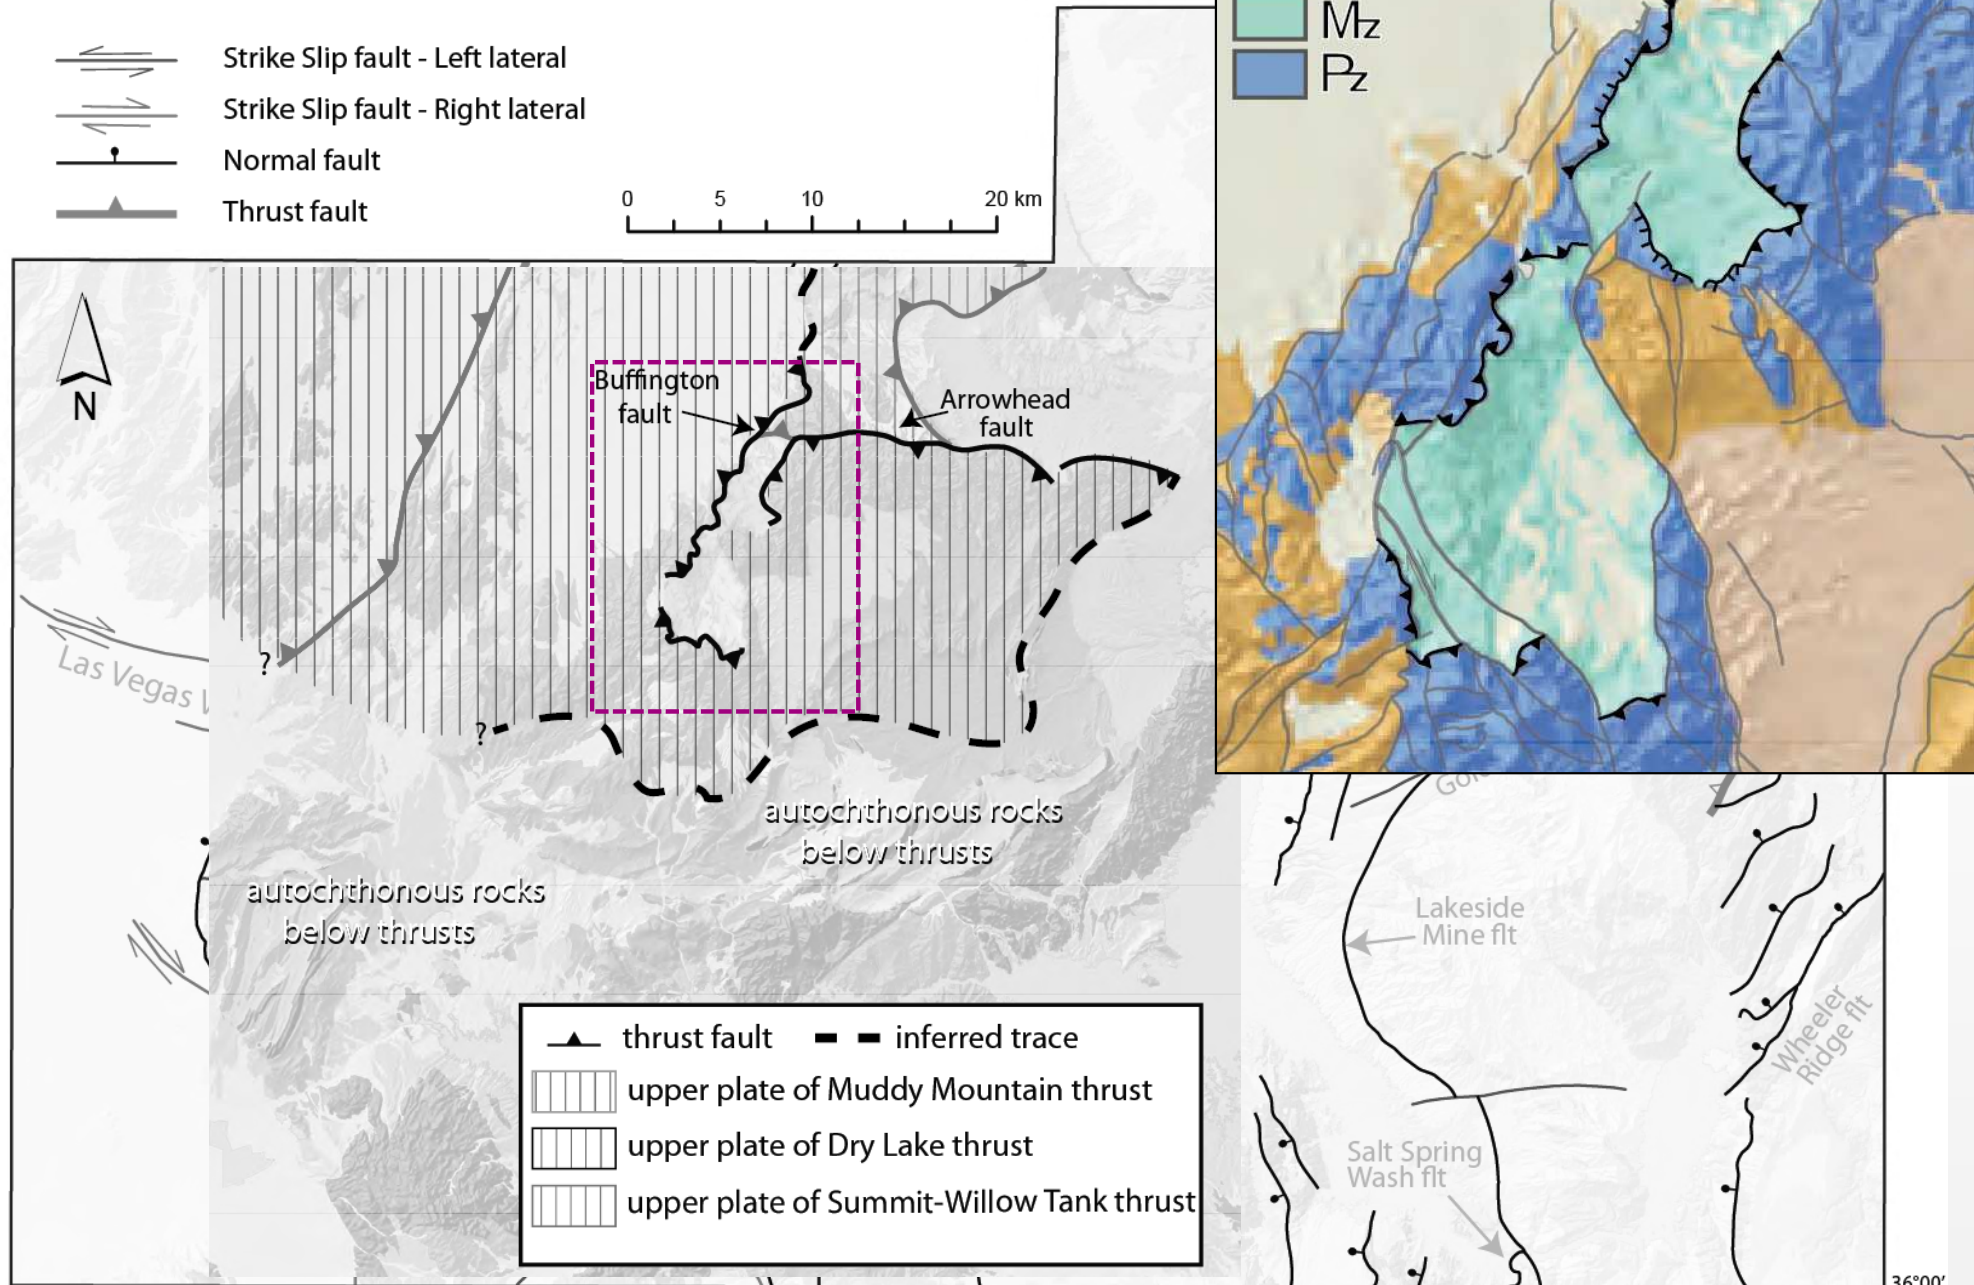 Strike Slip fault - Left lateral
Strike Slip fault - Right lateral
Normal fault
Thrust fault
0 5 10 20 km
Mz
Pz
N
Buffington
fault
Arrowhead
fault
Las Vegas
?
?
autochthonous rocks
below thrusts
autochthonous rocks
below thrusts
thrust fault
inferred trace
upper plate of Muddy Mountain thrust
upper plate of Dry Lake thrust
upper plate of Summit-Willow Tank thrust
Lakeside
Mine flt
Wheeler
Ridge flt
Salt Spring
Wash flt
36°00'